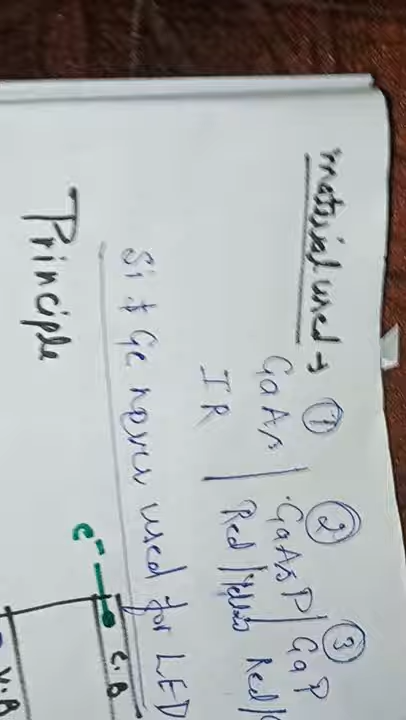 material used → ① ② ③
GaAs | GaAsP | GaP
IR Red/Yellow Red/
Si & Ge never used for LED
Principle
e⁻
C.B
V.B